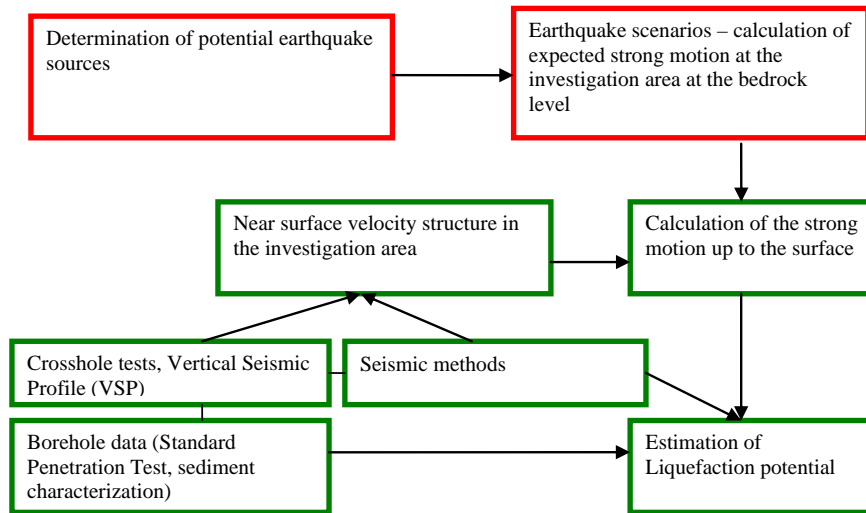 Determination of potential earthquake
sources
Earthquake scenarios – calculation of
expected strong motion at the
investigation area at the bedrock
level
Near surface velocity structure in
the investigation area
Calculation of the strong
motion up to the surface
Crosshole tests, Vertical Seismic
Profile (VSP)
Seismic methods
Borehole data (Standard
Penetration Test, sediment
characterization)
Estimation of
Liquefaction potential